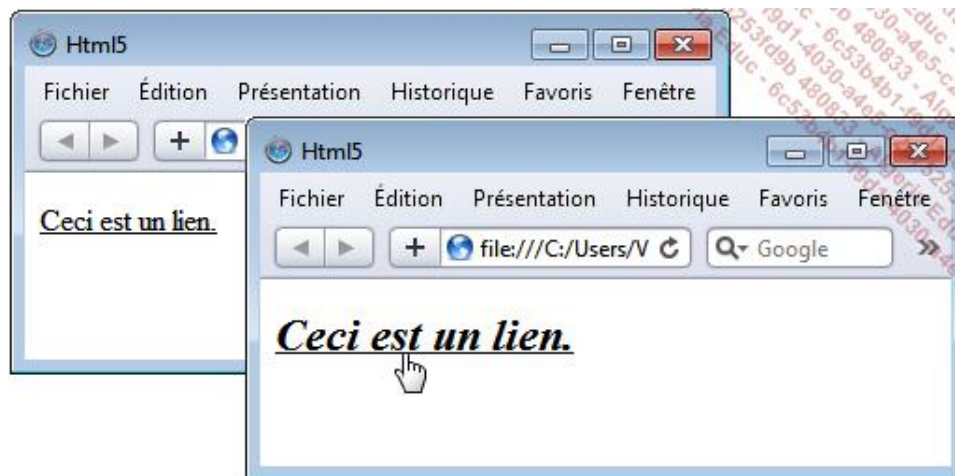 Html5
Fichier Édition Présentation Historique Favoris Fenêtre
Ceci est un lien.
Html5
Fichier Édition Présentation Historique Favoris Fenêtre
file:///C:/Users/V Google
Ceci est un lien.